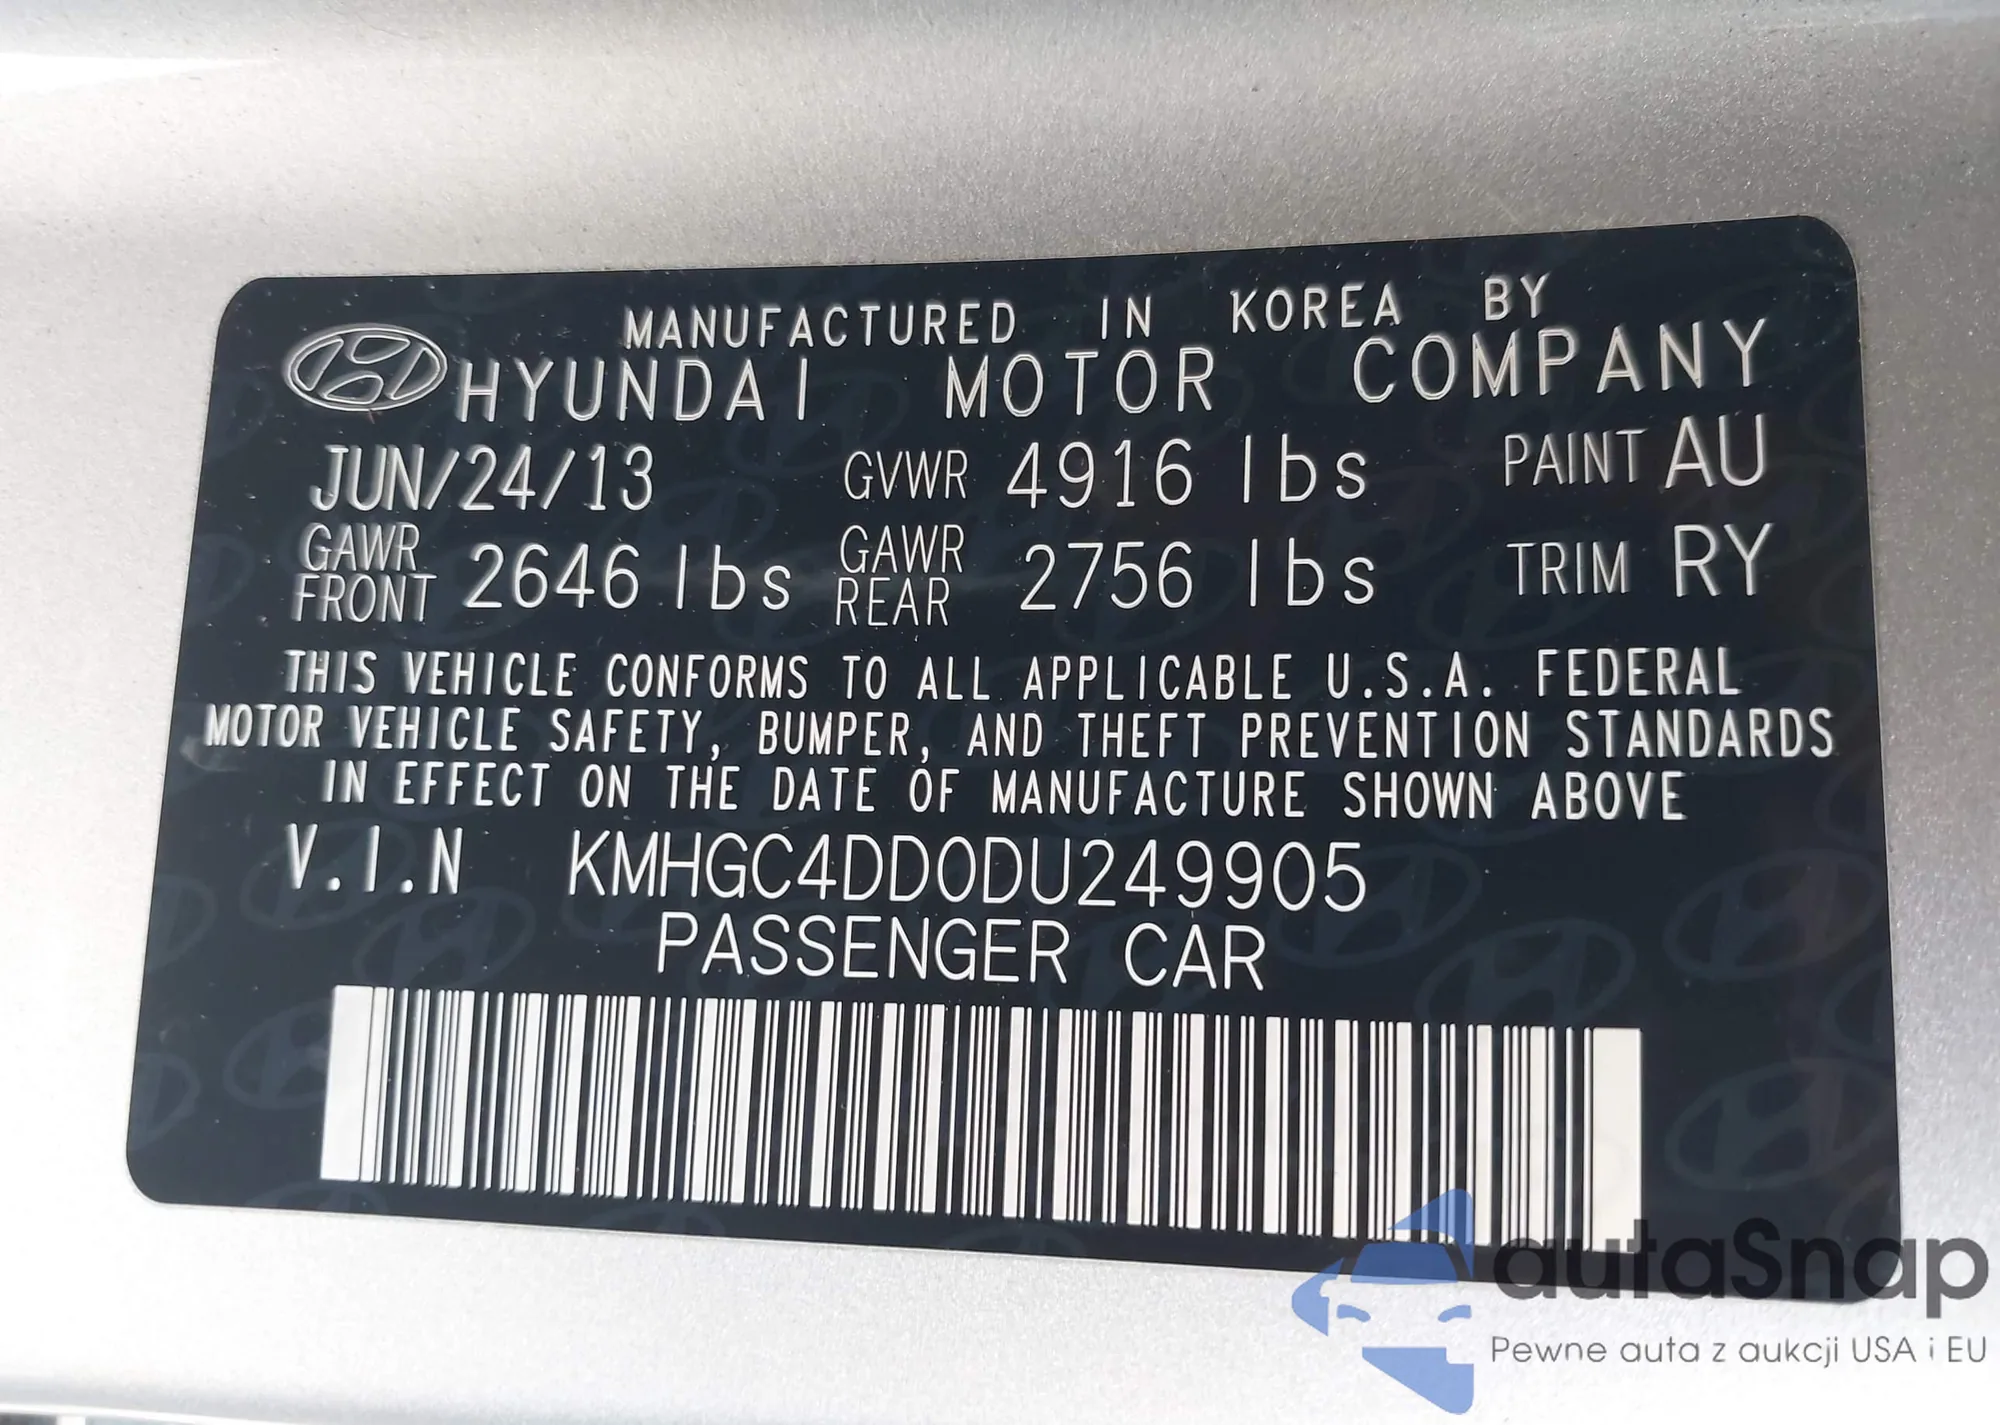 MANUFACTURED IN KOREA BY
HYUNDAI MOTOR COMPANY
JUN/24/13 GVWR 4916 lbs PAINT AU
GAWR FRONT 2646 lbs GAWR REAR 2756 lbs TRIM RY
THIS VEHICLE CONFORMS TO ALL APPLICABLE U.S.A. FEDERAL
MOTOR VEHICLE SAFETY, BUMPER, AND THEFT PREVENTION STANDARDS
IN EFFECT ON THE DATE OF MANUFACTURE SHOWN ABOVE
V.I.N KMHGC4DD0DU249905
PASSENGER CAR
autaSnap
Pewne auta z aukcji USA i EU